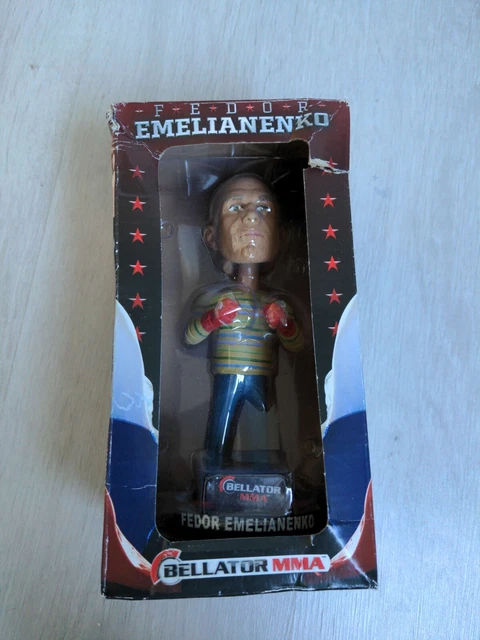 FEDOR
EMELIANENKO
BELLATOR
MMA
FEDOR EMELIANENKO
BELLATOR MMA